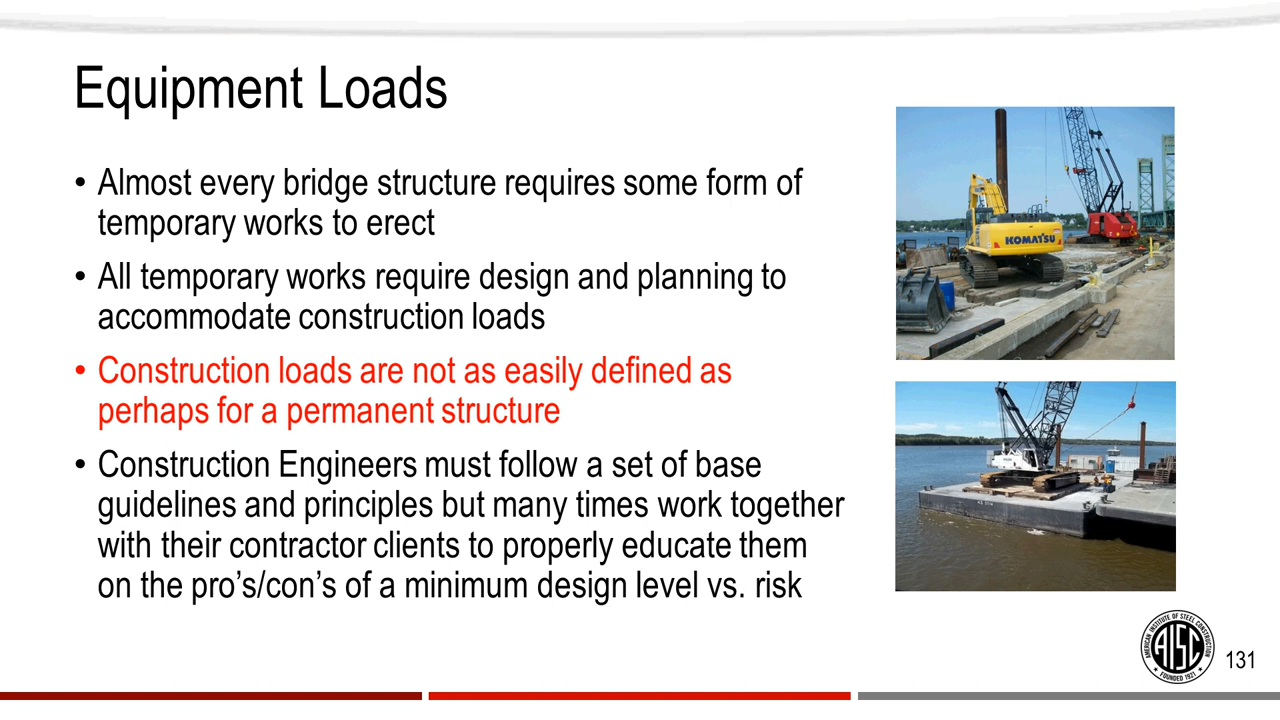 Equipment Loads
• Almost every bridge structure requires some form of
temporary works to erect
• All temporary works require design and planning to
accommodate construction loads
• Construction loads are not as easily defined as
perhaps for a permanent structure
• Construction Engineers must follow a set of base
guidelines and principles but many times work together
with their contractor clients to properly educate them
on the pro’s/con’s of a minimum design level vs. risk
KOMATSU
AMERICAN INSTITUTE OF STEEL CONSTRUCTION
AISC
FOUNDED 1921
131